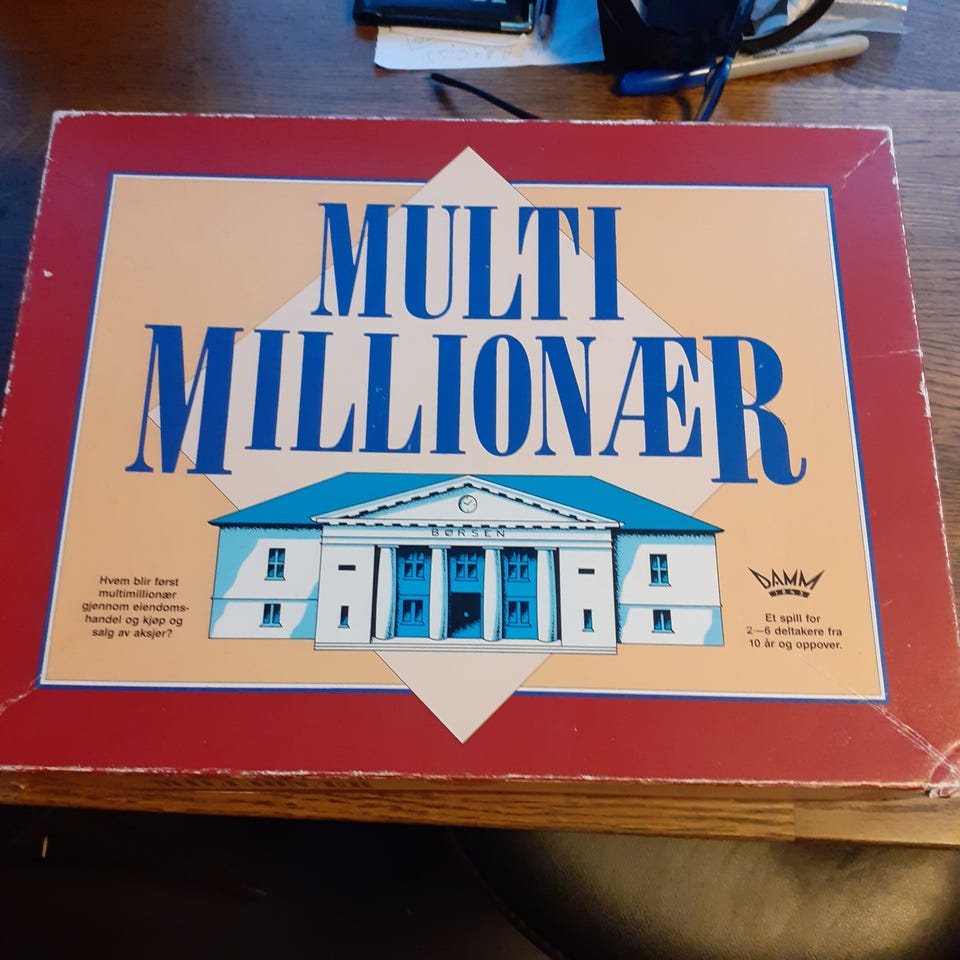 MULTI
MILLIONÆR
BØRSEN
Hvem blir først
multimillionær
gjennom eiendoms-
handel og kjøp og
salg av aksjer?
DAMM
1843
Et spill for
2—6 deltakere fra
10 år og oppover.